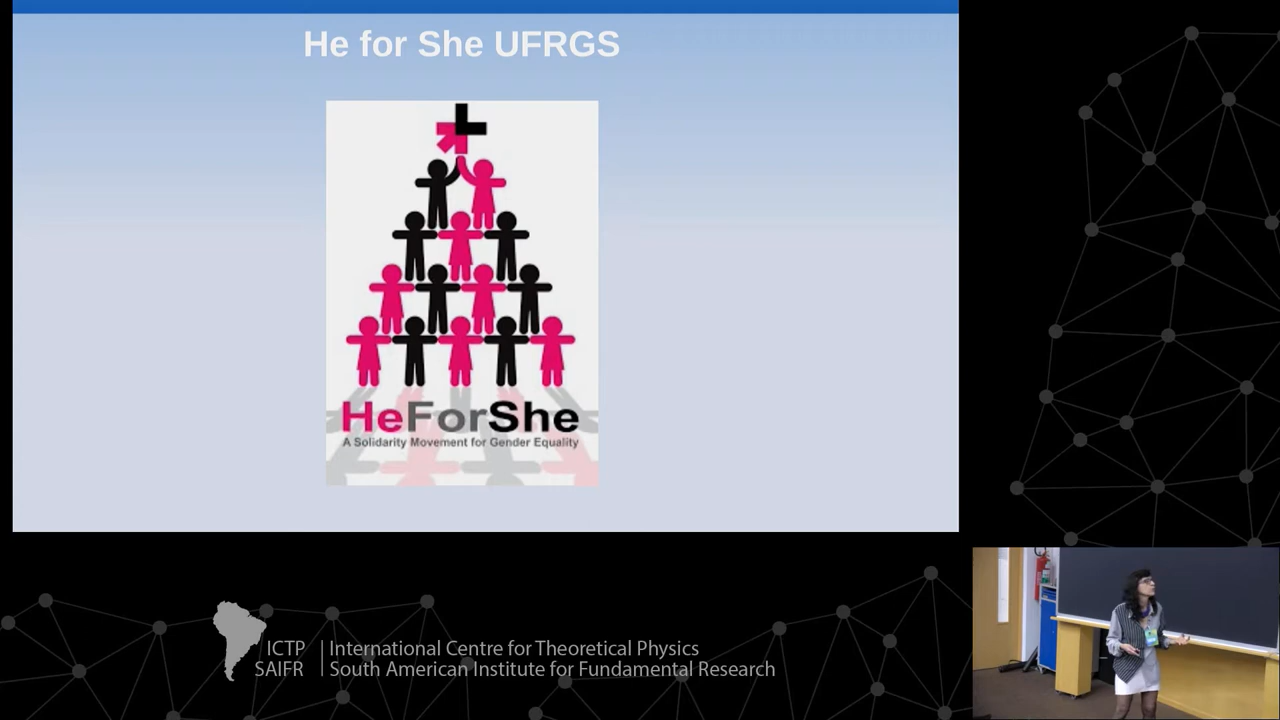 He for She UFRGS
HeForShe
A Solidarity Movement for Gender Equality
ICTP
SAIFR
International Centre for Theoretical Physics
South American Institute for Fundamental Research